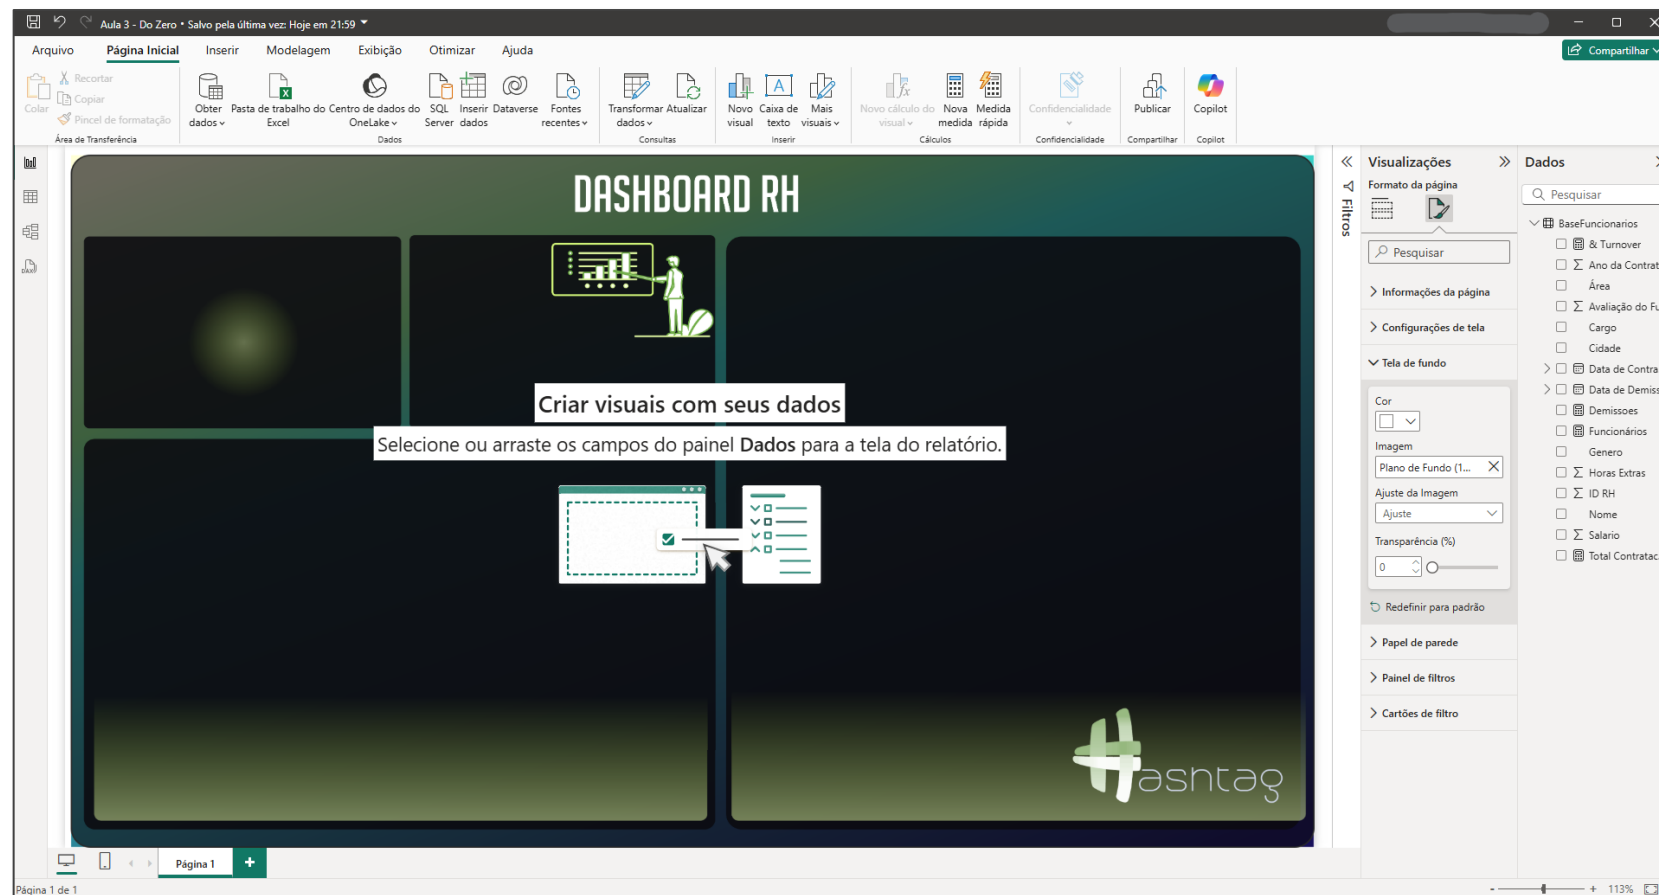 Aula 3 - Do Zero • Salvo pela última vez: Hoje em 21:59
Arquivo Página Inicial Inserir Modelagem Exibição Otimizar Ajuda
Compartilhar
Colar
Recortar
Copiar
Pincel de formatação
Área de Transferência
Obter dados
Pasta de trabalho do Excel
Centro de dados do OneLake
SQL Server
Inserir dados
Dataverse
Fontes recentes
Dados
Transformar dados
Atualizar
Consultas
Novo visual
A
Caixa de texto
Mais visuais
Inserir
Novo cálculo do visual
Nova medida
Medida rápida
Cálculos
Confidencialidade
Confidencialidade
Publicar
Compartilhar
Copilot
Copilot
DAX
DASHBOARD RH
Criar visuais com seus dados
Selecione ou arraste os campos do painel Dados para a tela do relatório.
Hashtag
Filtros
Visualizações
Formato da página
Pesquisar
Informações da página
Configurações de tela
Tela de fundo
Cor
Imagem
Plano de Fundo (1...
Ajuste da Imagem
Ajuste
Transparência (%)
0
Redefinir para padrão
Papel de parede
Painel de filtros
Cartões de filtro
Dados
Pesquisar
BaseFuncionarios
& Turnover
Ano da Contrat
Área
Avaliação do Fu
Cargo
Cidade
Data de Contra
Data de Demiss
Demissoes
Funcionários
Genero
Horas Extras
ID RH
Nome
Salario
Total Contratac
Página 1
Página 1 de 1
- + 113%